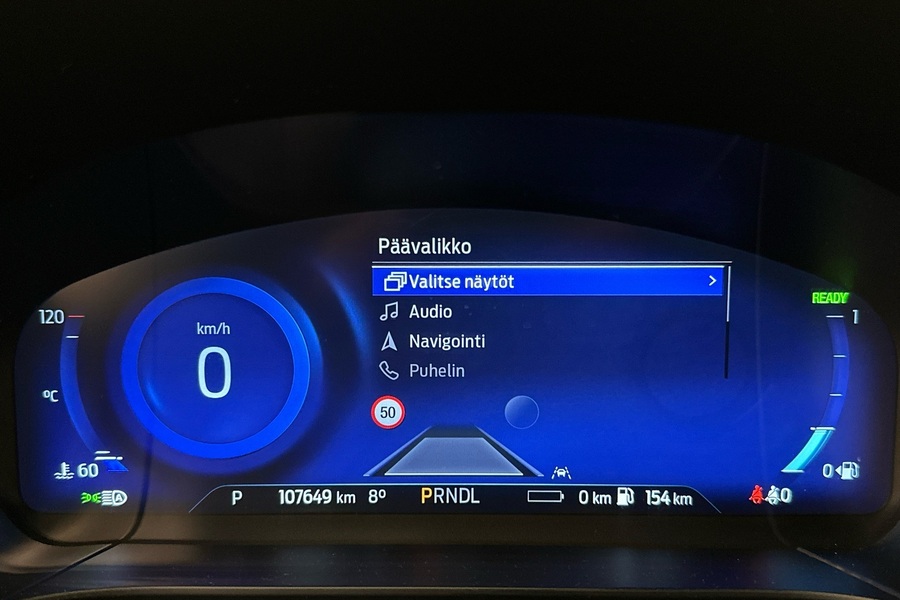 Päävalikko
Valitse näytöt
Audio
Navigointi
Puhelin
READY
120
1
km/h
0
°C
50
60
0
A
P 107649 km 8° PRNDL 0 km 154 km
0